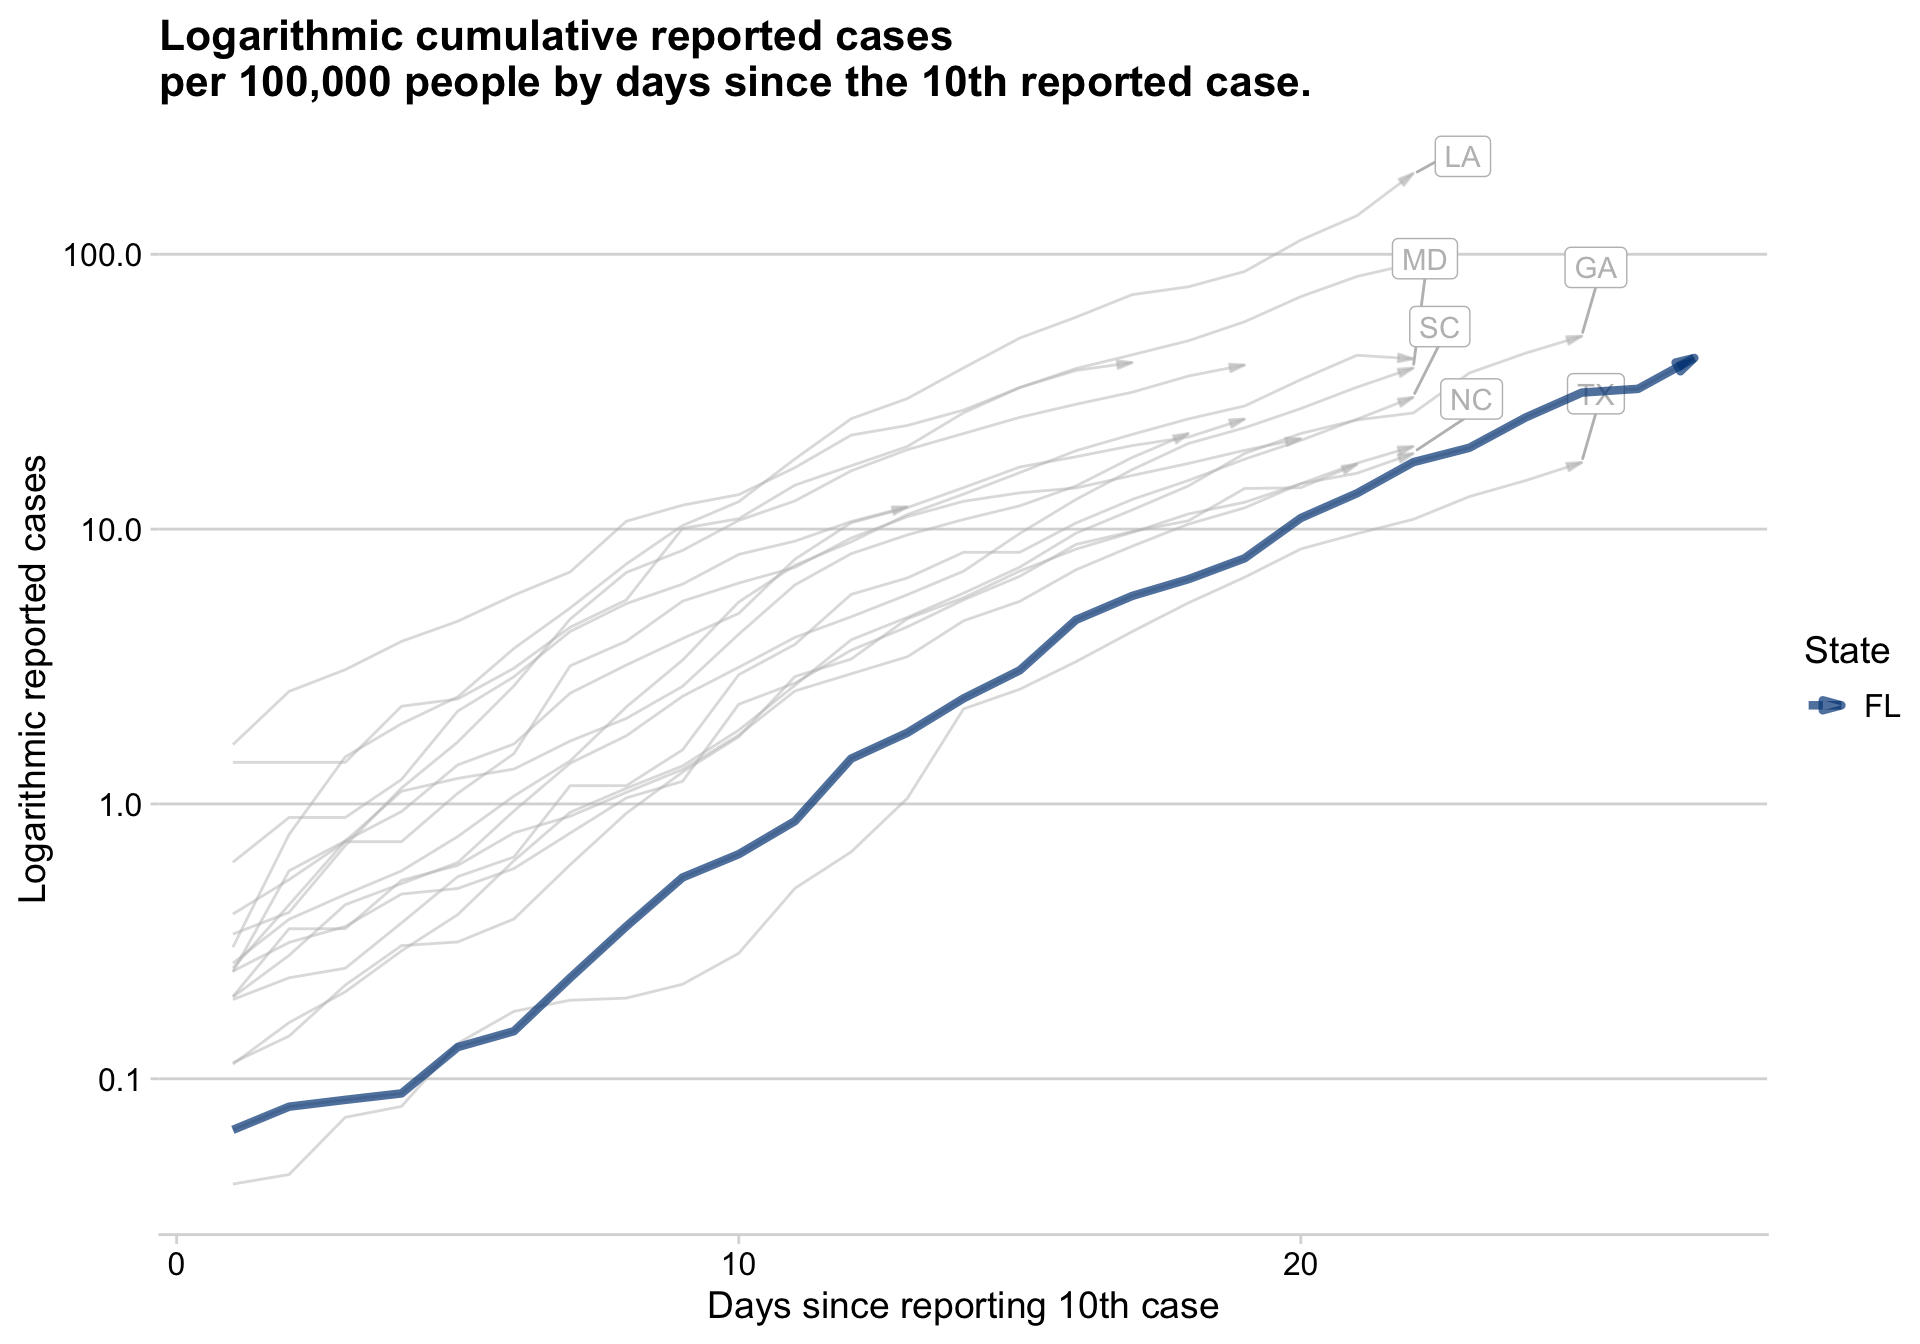 Logarithmic cumulative reported cases
per 100,000 people by days since the 10th reported case.
LA
100.0
MD
GA
SC
NC
TX
10.0
Logarithmic reported cases
State
FL
1.0
0.1
0
10
20
Days since reporting 10th case